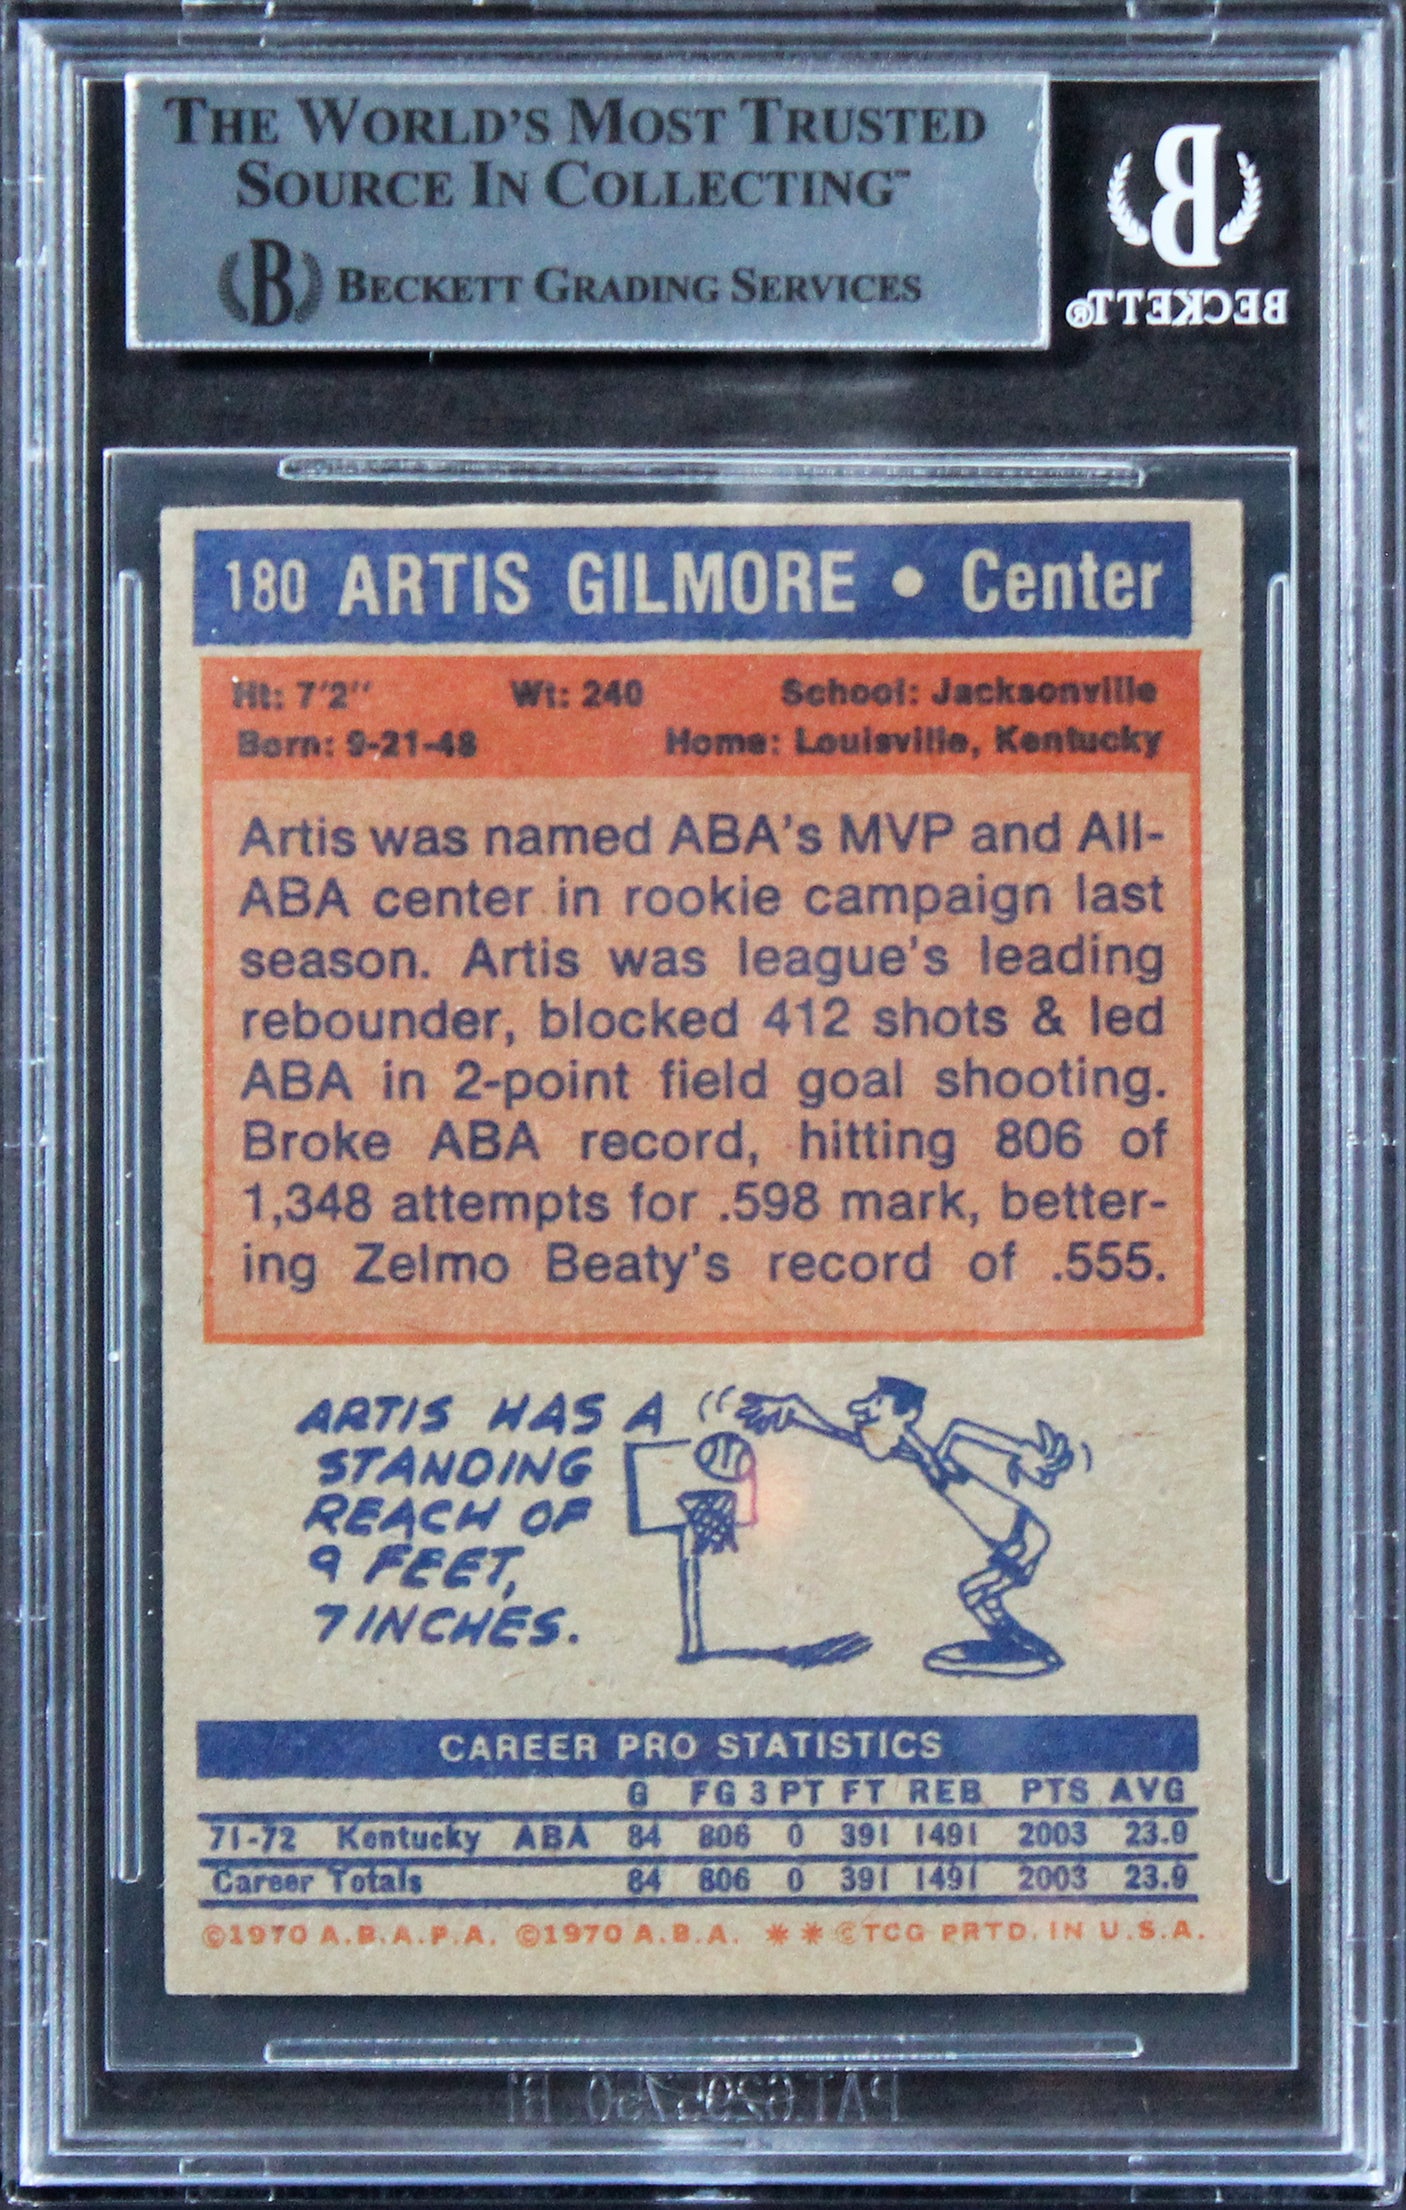 THE WORLD'S MOST TRUSTED
SOURCE IN COLLECTING™
B BECKETT GRADING SERVICES
B
BECKETT®
180 ARTIS GILMORE • Center
Ht: 7'2" Wt: 240 School: Jacksonville
Born: 9-21-48 Home: Louisville, Kentucky
Artis was named ABA's MVP and All-
ABA center in rookie campaign last
season. Artis was league's leading
rebounder, blocked 412 shots & led
ABA in 2-point field goal shooting.
Broke ABA record, hitting 806 of
1,348 attempts for .598 mark, better-
ing Zelmo Beaty's record of .555.
ARTIS HAS A
STANDING
REACH OF
9 FEET,
7 INCHES.
CAREER PRO STATISTICS
G FG 3PT FT REB PTS AVG
71-72 Kentucky ABA 84 806 0 391 1491 2003 23.9
Career Totals 84 806 0 391 1491 2003 23.9
©1970 A.B.A.P.A. ©1970 A.B.A. ** ©TCG PRTD. IN U.S.A.